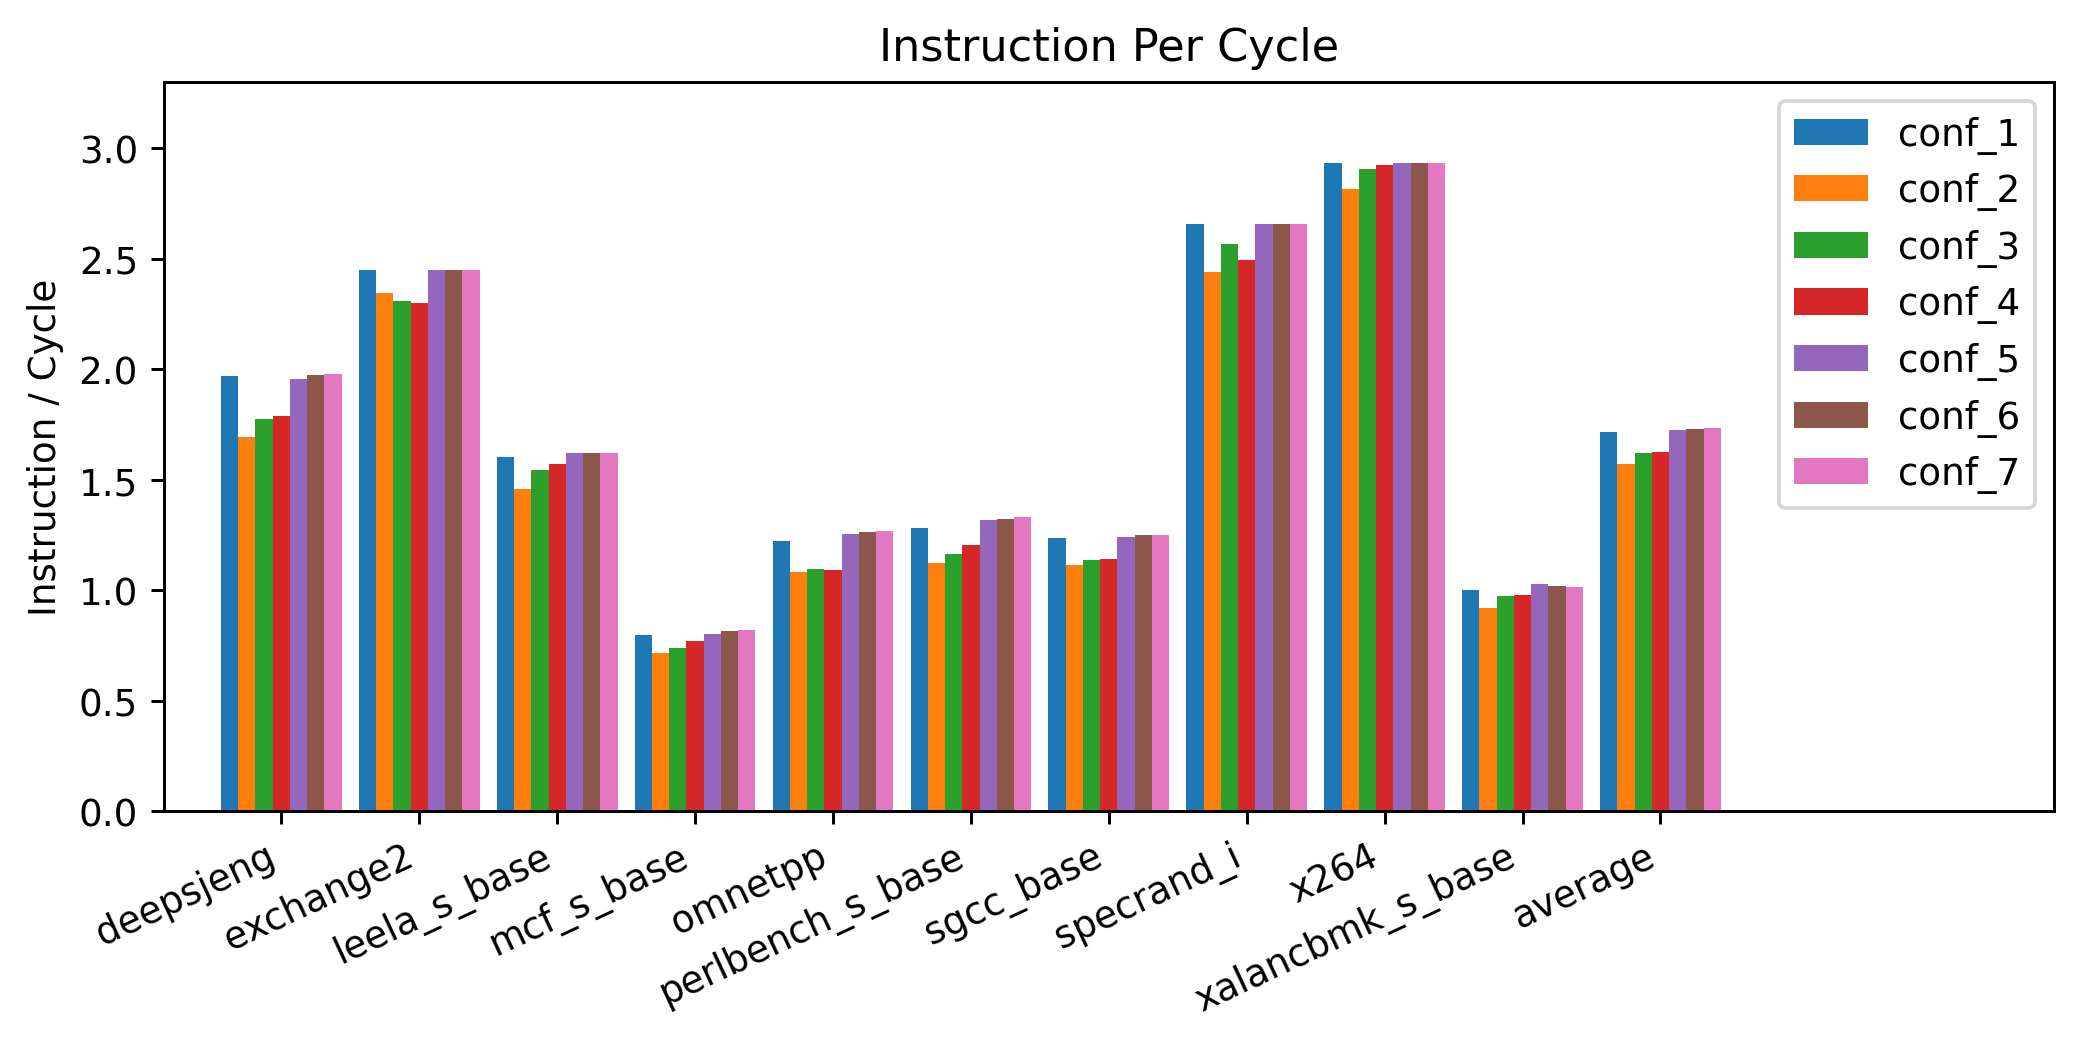 Instruction Per Cycle
Instruction / Cycle
3.0
2.5
2.0
1.5
1.0
0.5
0.0
conf_1
conf_2
conf_3
conf_4
conf_5
conf_6
conf_7
deepsjeng
exchange2
leela_s_base
mcf_s_base
omnetpp
perlbench_s_base
sgcc_base
specrand_i
x264
xalancbmk_s_base
average